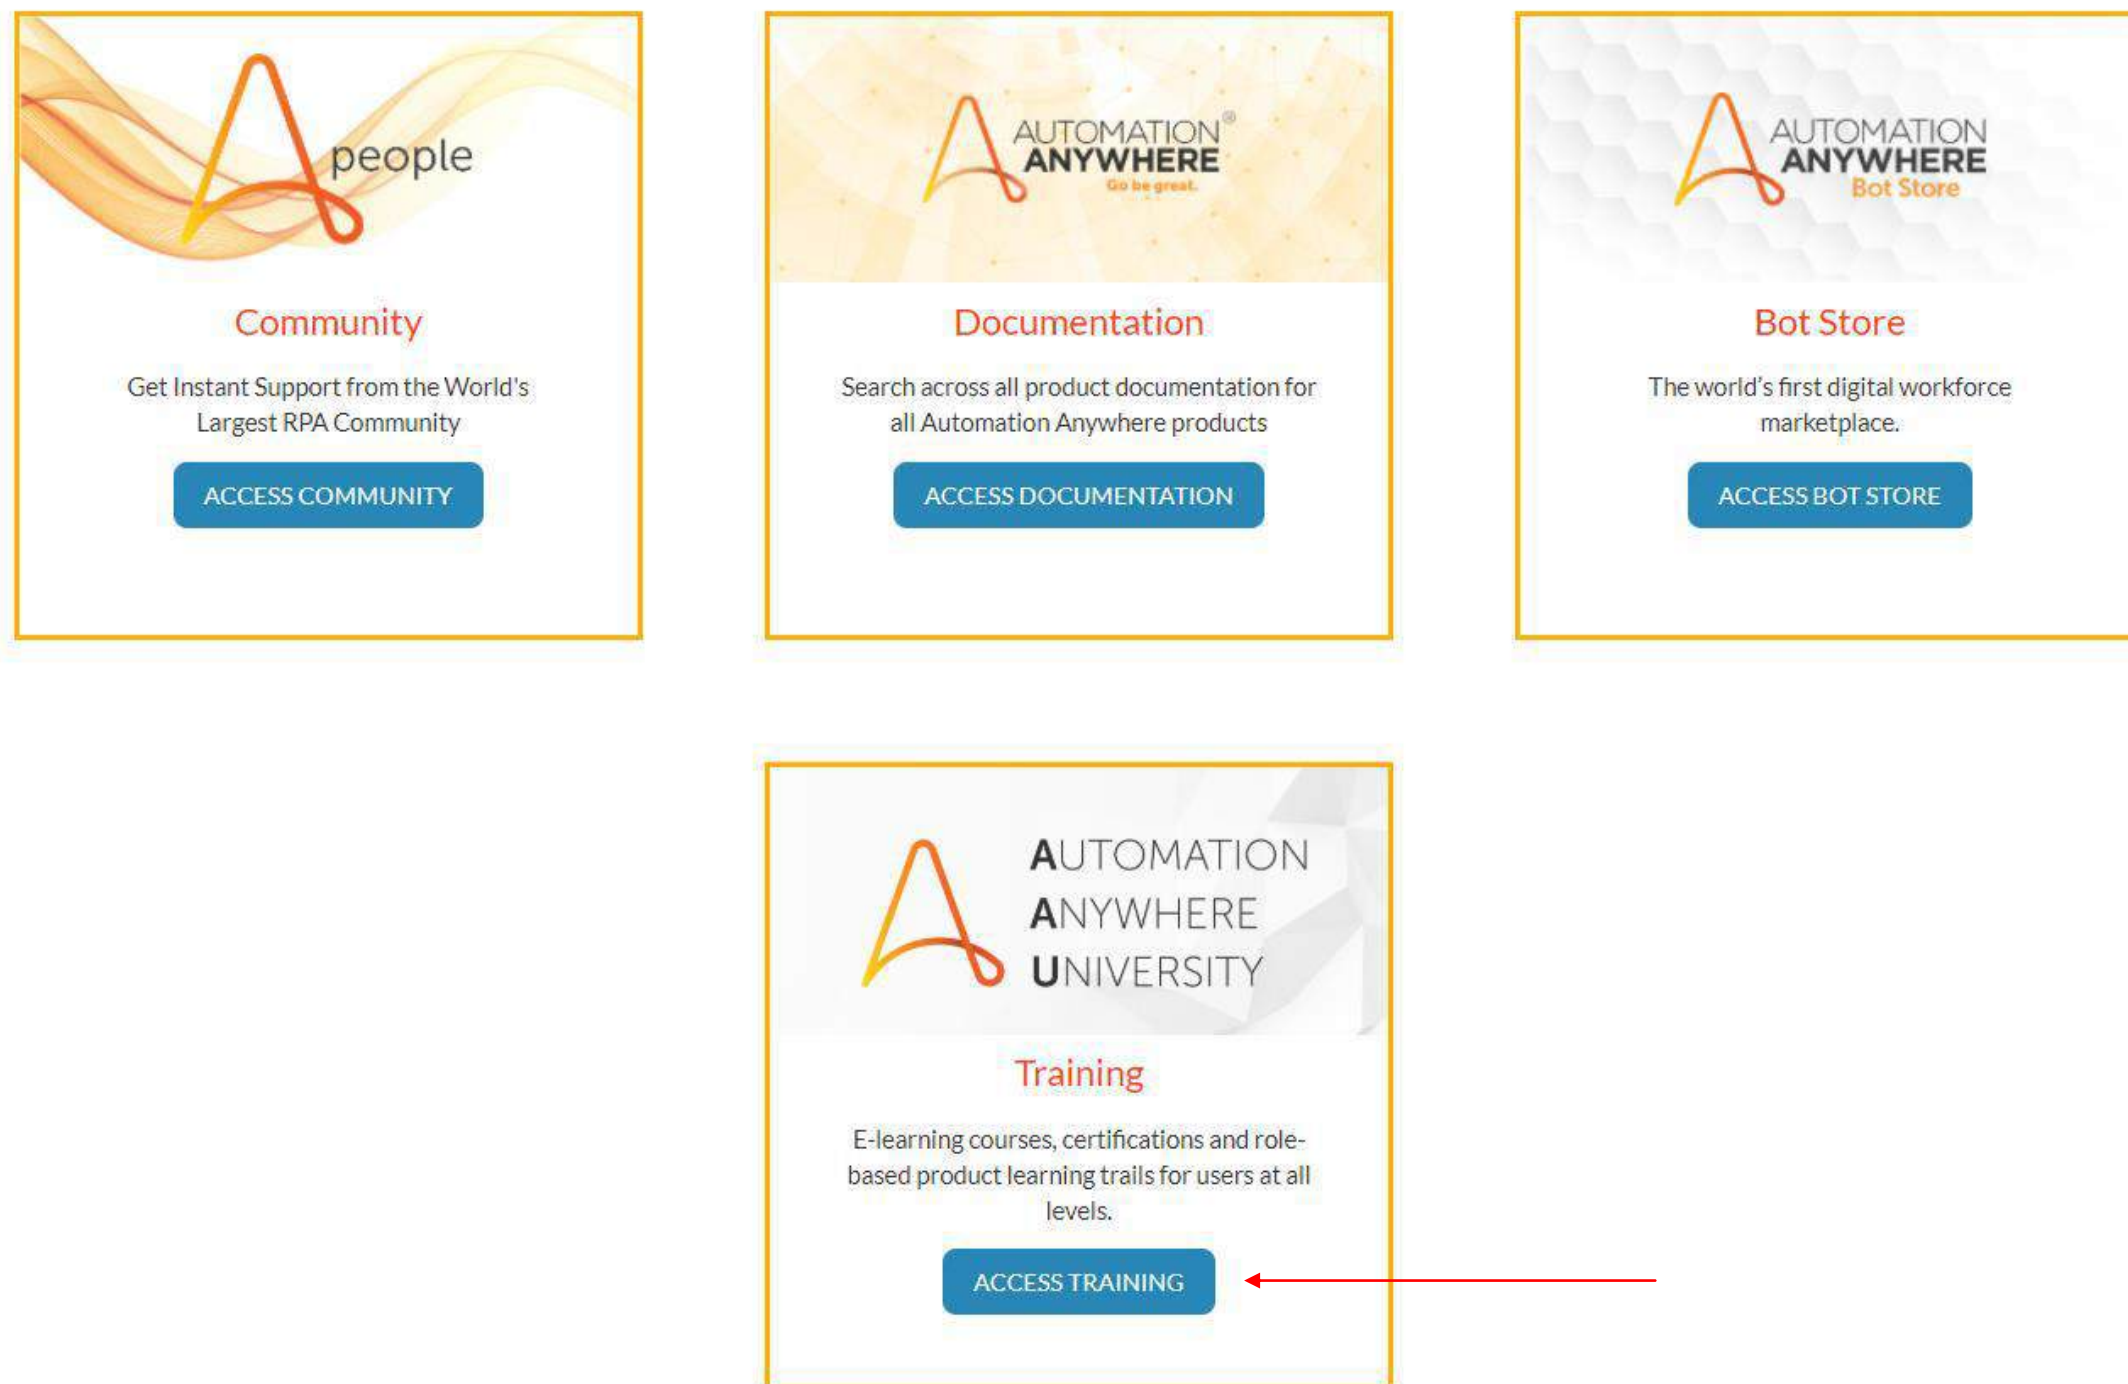 people
Community
Get Instant Support from the World's
Largest RPA Community
ACCESS COMMUNITY
AUTOMATION®
ANYWHERE
Go be great.
Documentation
Search across all product documentation for
all Automation Anywhere products
ACCESS DOCUMENTATION
AUTOMATION
ANYWHERE
Bot Store
Bot Store
The world’s first digital workforce
marketplace.
ACCESS BOT STORE
AUTOMATION
ANYWHERE
UNIVERSITY
Training
E-learning courses, certifications and role-
based product learning trails for users at all
levels.
ACCESS TRAINING